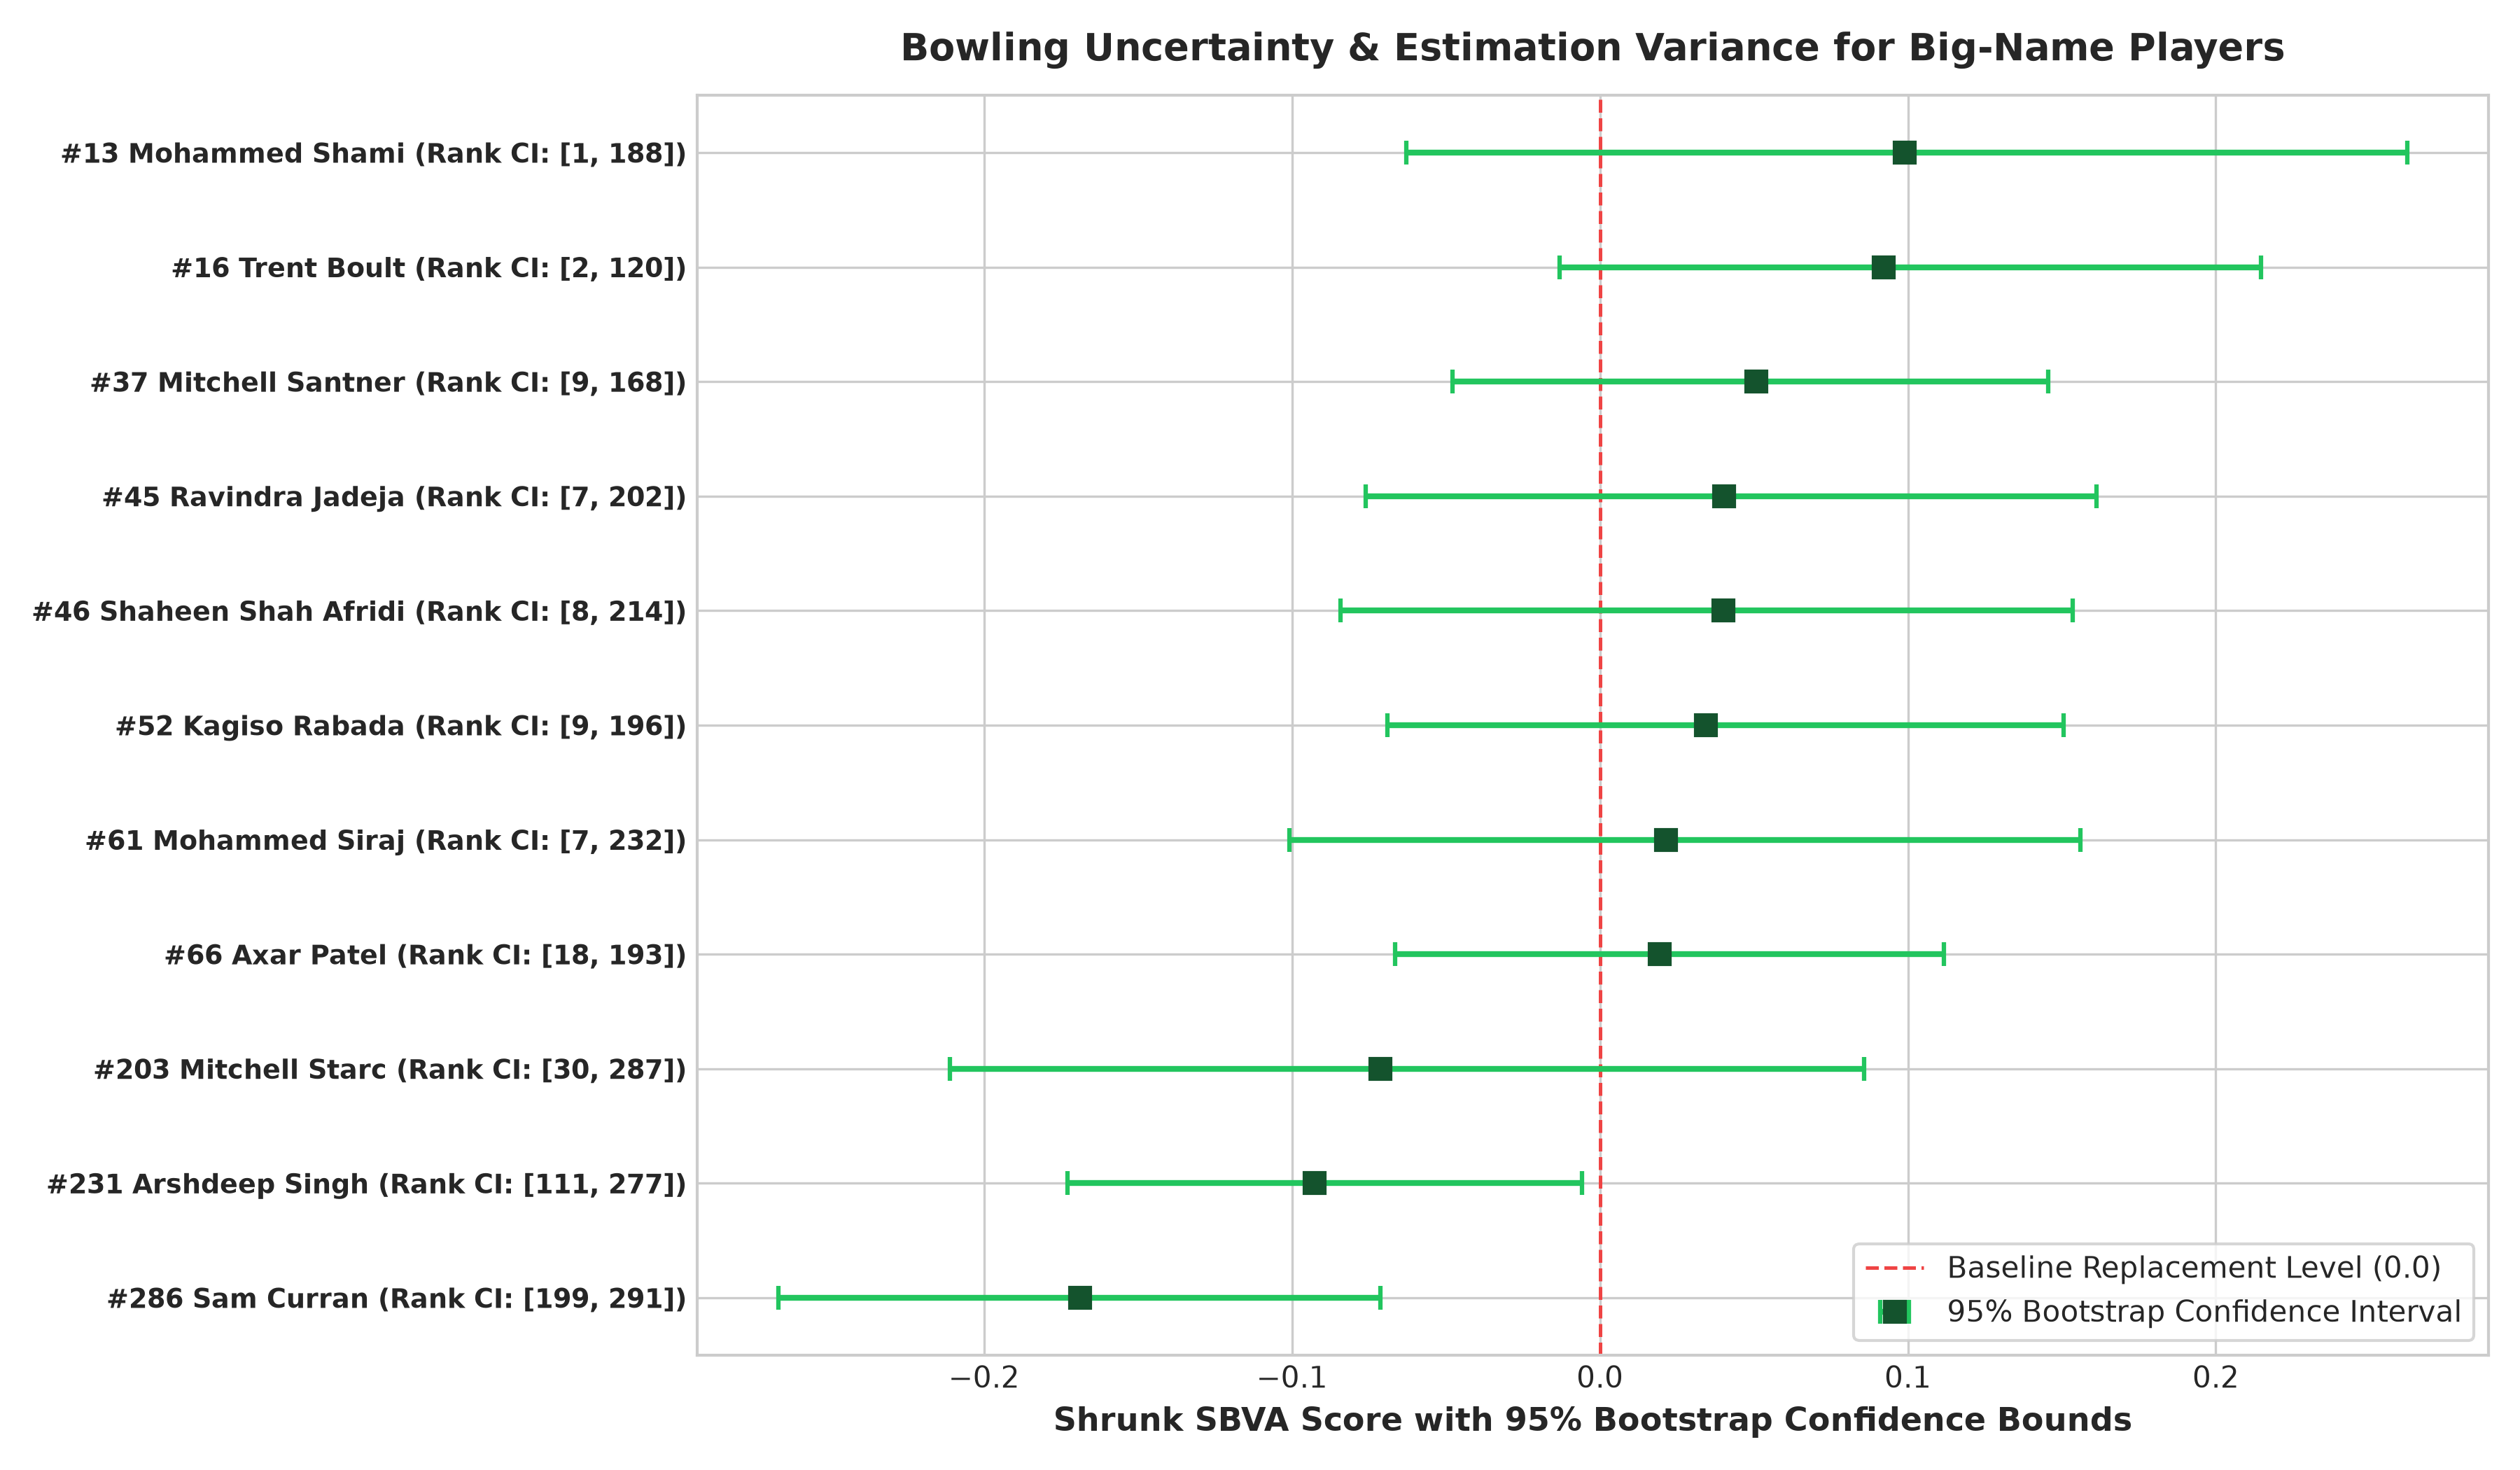 Bowling Uncertainty & Estimation Variance for Big-Name Players
#13 Mohammed Shami (Rank CI: [1, 188])
#16 Trent Boult (Rank CI: [2, 120])
#37 Mitchell Santner (Rank CI: [9, 168])
#45 Ravindra Jadeja (Rank CI: [7, 202])
#46 Shaheen Shah Afridi (Rank CI: [8, 214])
#52 Kagiso Rabada (Rank CI: [9, 196])
#61 Mohammed Siraj (Rank CI: [7, 232])
#66 Axar Patel (Rank CI: [18, 193])
#203 Mitchell Starc (Rank CI: [30, 287])
#231 Arshdeep Singh (Rank CI: [111, 277])
#286 Sam Curran (Rank CI: [199, 291])
Baseline Replacement Level (0.0)
95% Bootstrap Confidence Interval
−0.2 −0.1 0.0 0.1 0.2
Shrunk SBVA Score with 95% Bootstrap Confidence Bounds